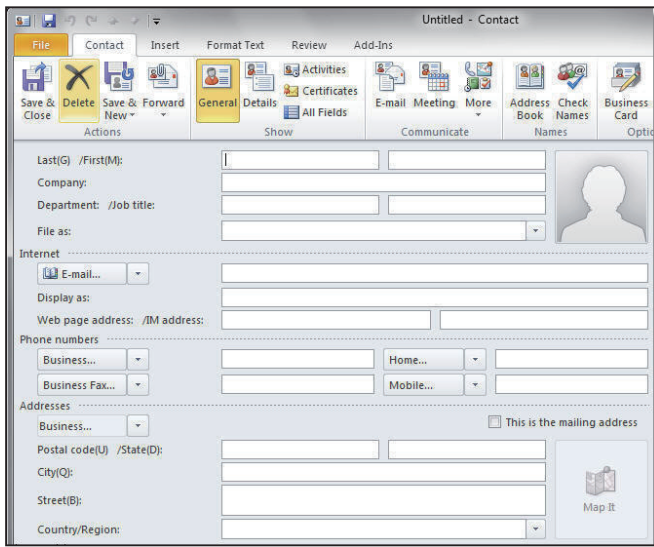 Untitled - Contact
File Contact Insert Format Text Review Add-Ins
Save & Close Delete Save & New Forward General Details Activities Certificates All Fields E-mail Meeting More Address Book Check Names Business Card
Actions Show Communicate Names Optio
Last(G) /First(M):
Company:
Department: /Job title:
File as:
Internet
E-mail...
Display as:
Web page address: /IM address:
Phone numbers
Business... Home...
Business Fax... Mobile...
Addresses
Business... This is the mailing address
Postal code(U) /State(D):
City(Q):
Street(B):
Map It
Country/Region: